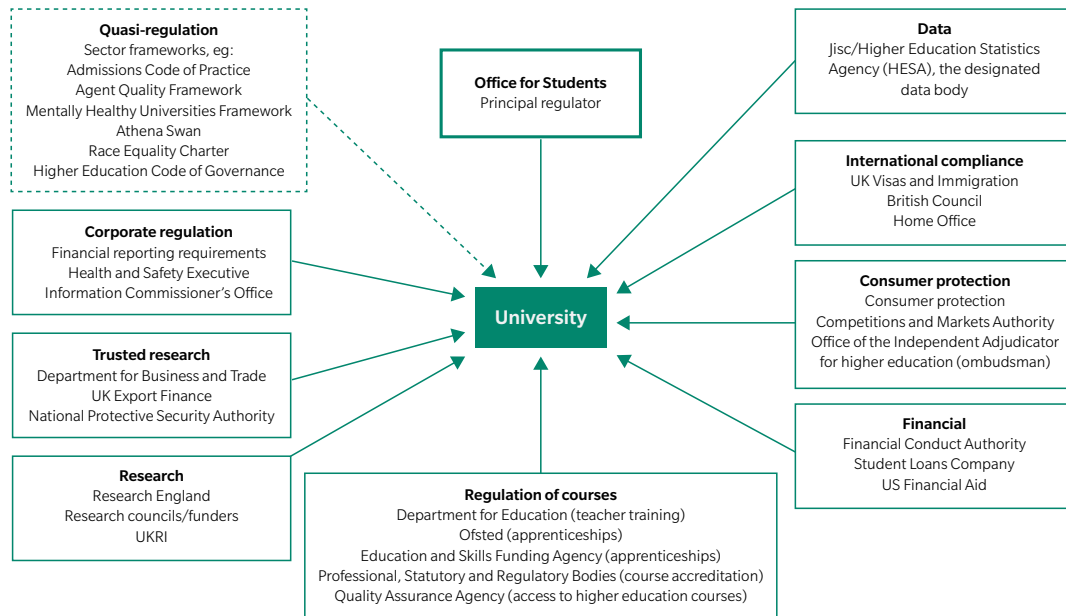 Quasi-regulation
Sector frameworks, eg:
Admissions Code of Practice
Agent Quality Framework
Mentally Healthy Universities Framework
Athena Swan
Race Equality Charter
Higher Education Code of Governance
Office for Students
Principal regulator
Data
Jisc/Higher Education Statistics
Agency (HESA), the designated
data body
International compliance
UK Visas and Immigration
British Council
Home Office
Corporate regulation
Financial reporting requirements
Health and Safety Executive
Information Commissioner's Office
University
Consumer protection
Consumer protection
Competitions and Markets Authority
Office of the Independent Adjudicator
for higher education (ombudsman)
Trusted research
Department for Business and Trade
UK Export Finance
National Protective Security Authority
Financial
Financial Conduct Authority
Student Loans Company
US Financial Aid
Research
Research England
Research councils/funders
UKRI
Regulation of courses
Department for Education (teacher training)
Ofsted (apprenticeships)
Education and Skills Funding Agency (apprenticeships)
Professional, Statutory and Regulatory Bodies (course accreditation)
Quality Assurance Agency (access to higher education courses)